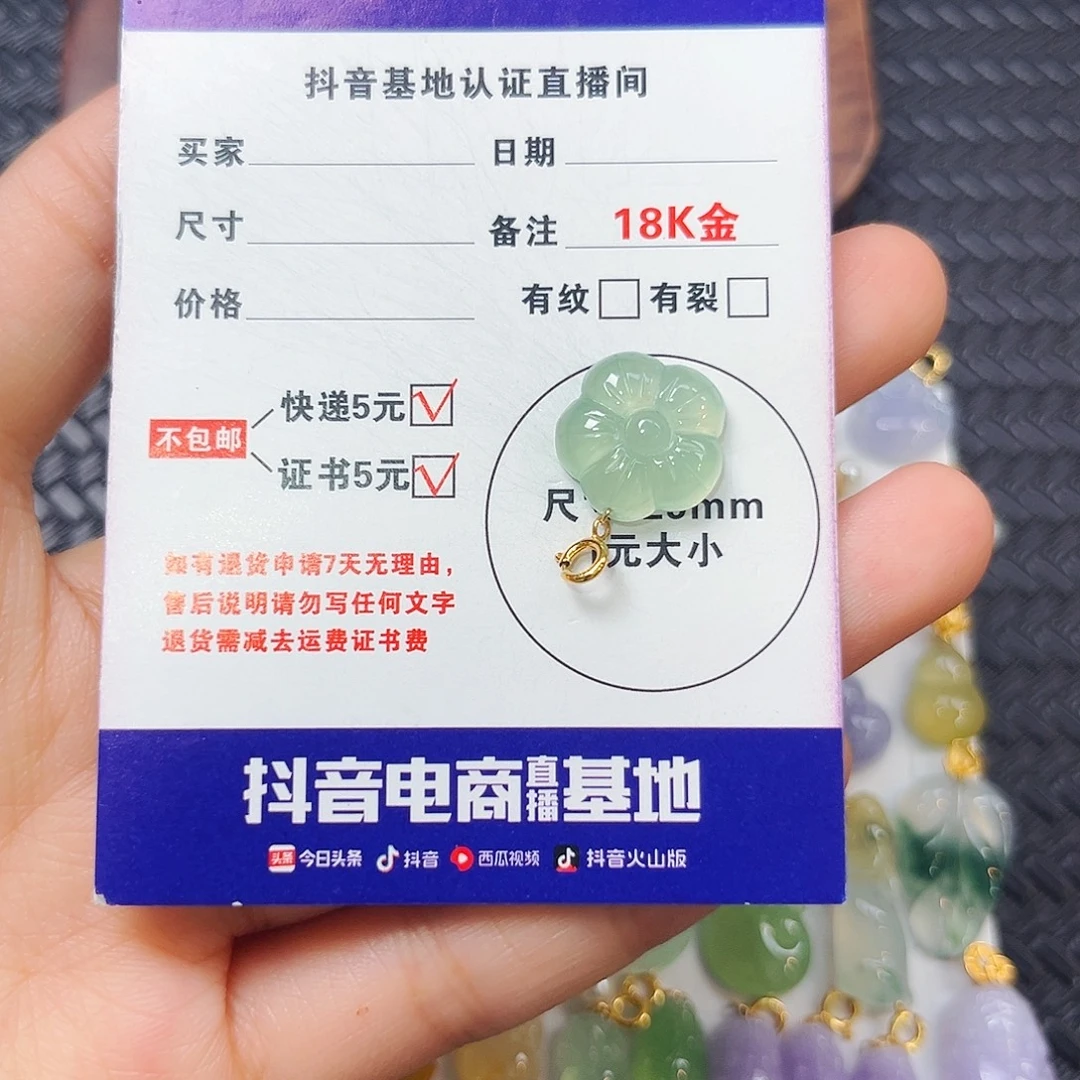 抖音基地认证直播间
买家 日期
尺寸 备注 18K金
价格 有纹 有裂
不包邮
快递5元
证书5元
如有退货申请7天无理由，
售后说明请勿写任何文字
退货需减去运费证书费
尺 mm
元大小
抖音电商直播基地
头条 今日头条 抖音 西瓜视频 抖音火山版